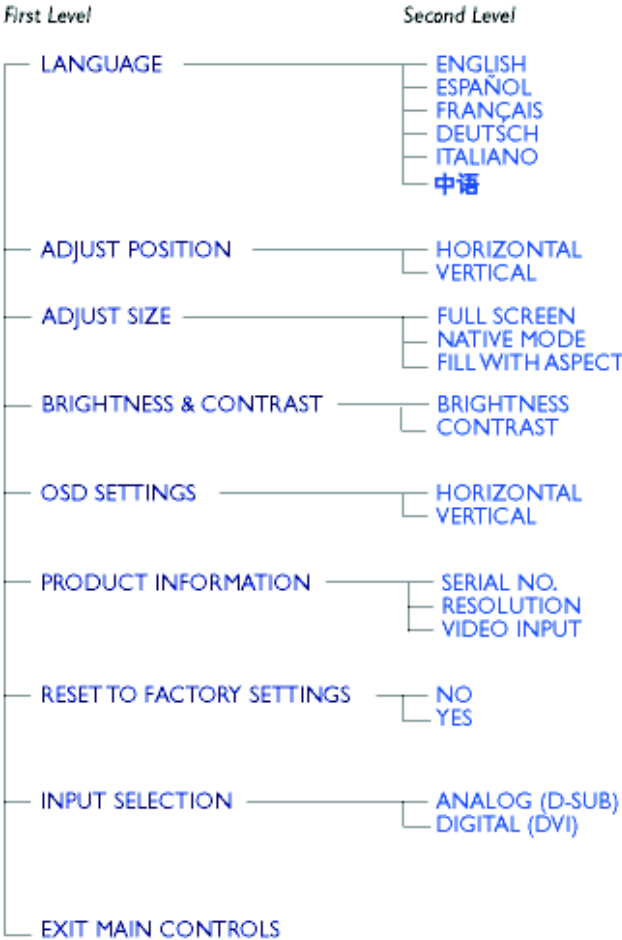 First Level Second Level
LANGUAGE ENGLISH
ESPAÑOL
FRANÇAIS
DEUTSCH
ITALIANO
中语
ADJUST POSITION HORIZONTAL
VERTICAL
ADJUST SIZE FULL SCREEN
NATIVE MODE
FILL WITH ASPECT
BRIGHTNESS & CONTRAST BRIGHTNESS
CONTRAST
OSD SETTINGS HORIZONTAL
VERTICAL
PRODUCT INFORMATION SERIAL NO.
RESOLUTION
VIDEO INPUT
RESET TO FACTORY SETTINGS NO
YES
INPUT SELECTION ANALOG (D-SUB)
DIGITAL (DVI)
EXIT MAIN CONTROLS